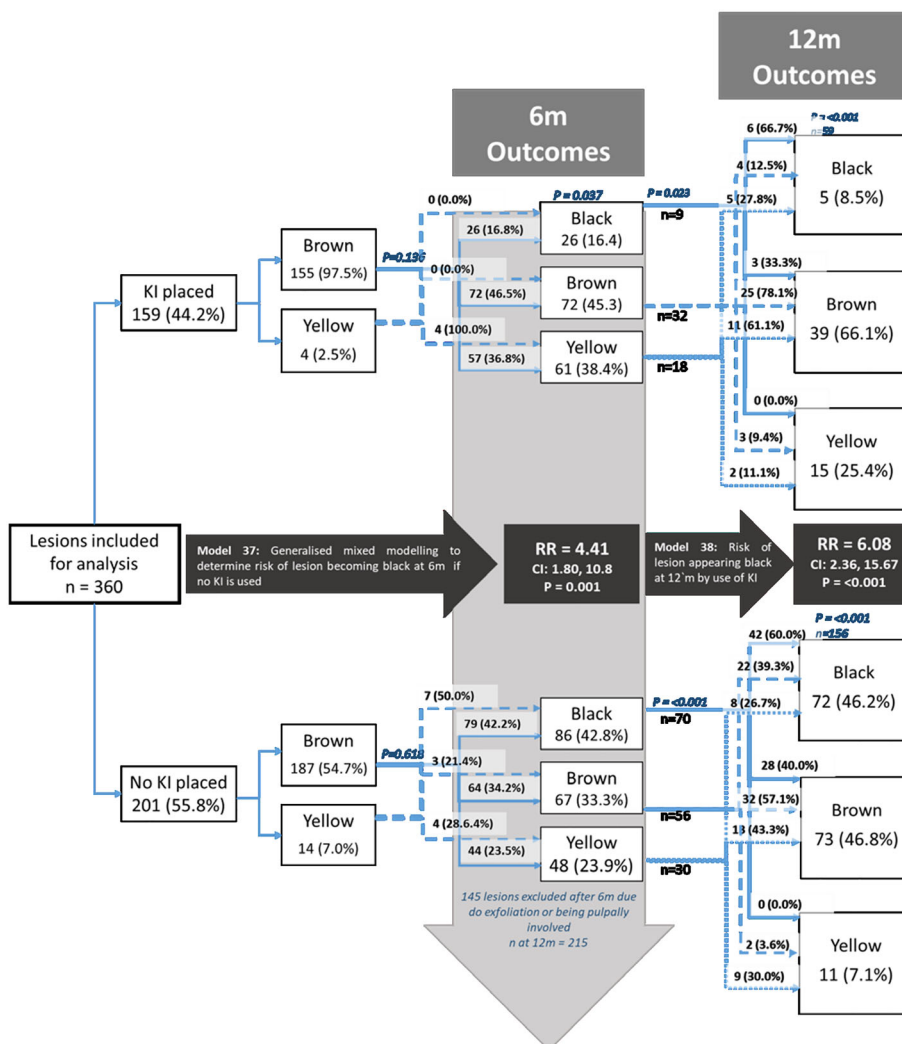 12m
Outcomes
6m
Outcomes
P = <0.001
n=59
6 (66.7%)
4 (12.5%)
5 (27.8%)
Black
5 (8.5%)
3 (33.3%)
25 (78.1%)
11 (61.1%)
Brown
39 (66.1%)
0 (0.0%)
3 (9.4%)
2 (11.1%)
Yellow
15 (25.4%)
0 (0.0%)
P = 0.037
P = 0.023
26 (16.8%)
Black
26 (16.4)
n=9
Brown
155 (97.5%)
P=0.136
0 (0.0%)
72 (46.5%)
Brown
72 (45.3)
n=32
KI placed
159 (44.2%)
Yellow
4 (2.5%)
4 (100.0%)
57 (36.8%)
Yellow
61 (38.4%)
n=18
Lesions included
for analysis
n = 360
Model 37: Generalised mixed modelling to
determine risk of lesion becoming black at 6m if
no KI is used
RR = 4.41
CI: 1.80, 10.8
P = 0.001
Model 38: Risk of
lesion appearing black
at 12`m by use of KI
RR = 6.08
CI: 2.36, 15.67
P = <0.001
P = <0.001
n=156
42 (60.0%)
22 (39.3%)
8 (26.7%)
Black
72 (46.2%)
28 (40.0%)
32 (57.1%)
13 (43.3%)
Brown
73 (46.8%)
0 (0.0%)
2 (3.6%)
9 (30.0%)
Yellow
11 (7.1%)
7 (50.0%)
P = <0.001
79 (42.2%)
Black
86 (42.8%)
n=70
Brown
187 (54.7%)
P=0.618
3 (21.4%)
64 (34.2%)
Brown
67 (33.3%)
n=56
No KI placed
201 (55.8%)
Yellow
14 (7.0%)
4 (28.6.4%)
44 (23.5%)
Yellow
48 (23.9%)
n=30
145 lesions excluded after 6m due
do exfoliation or being pulpally
involved
n at 12m = 215